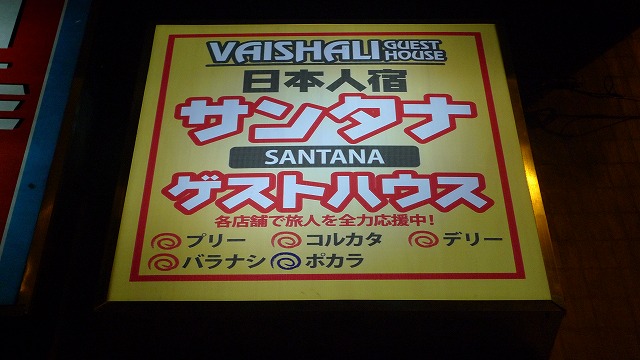 VAISHALI GUEST HOUSE
日本人宿
サンタナ
SANTANA
ゲストハウス
各店舗で旅人を全力応援中!
プリー コルカタ デリー
バラナシ ポカラ